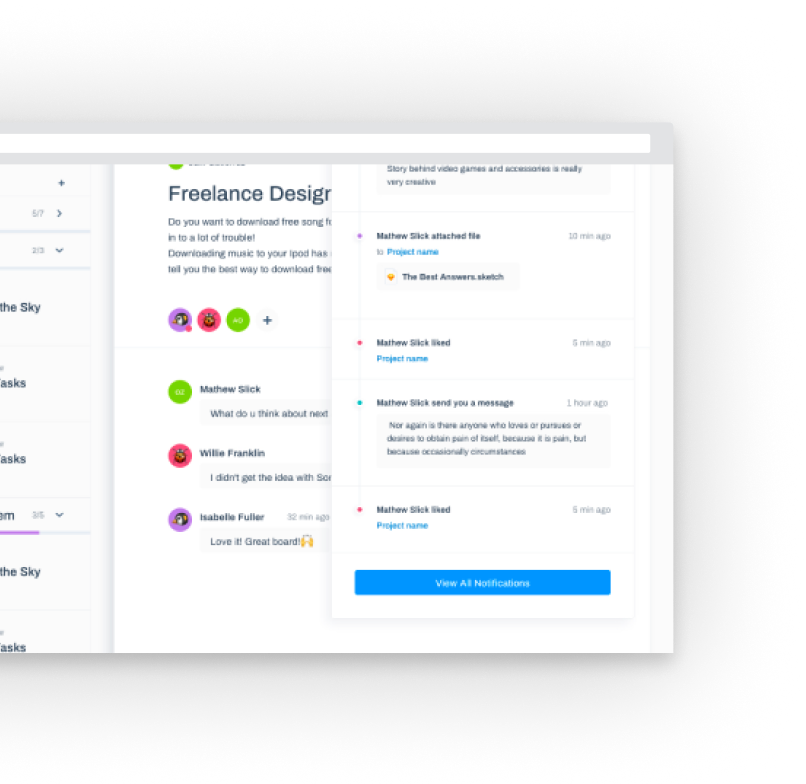 5/7
2/3
the Sky
asks
asks
em 3/5
the Sky
asks
Freelance Desigr
Do you want to download free song fo
in to a lot of trouble!
Downloading music to your Ipod has
tell you the best way to download free
AO
+
OZ
Mathew Slick
What do u think about next
Willie Franklin
I didn't get the idea with Sor
Isabelle Fuller 32 min ago
Love it! Great board!🙌
Story behind video games and accessories is really
very creative
Mathew Slick attached file 10 min ago
to Project name
The Best Answers.sketch
Mathew Slick liked 5 min ago
Project name
Mathew Slick send you a message 1 hour ago
Nor again is there anyone who loves or pursues or
desires to obtain pain of itself, because it is pain, but
because occasionally circumstances
Mathew Slick liked 5 min ago
Project name
View All Notifications